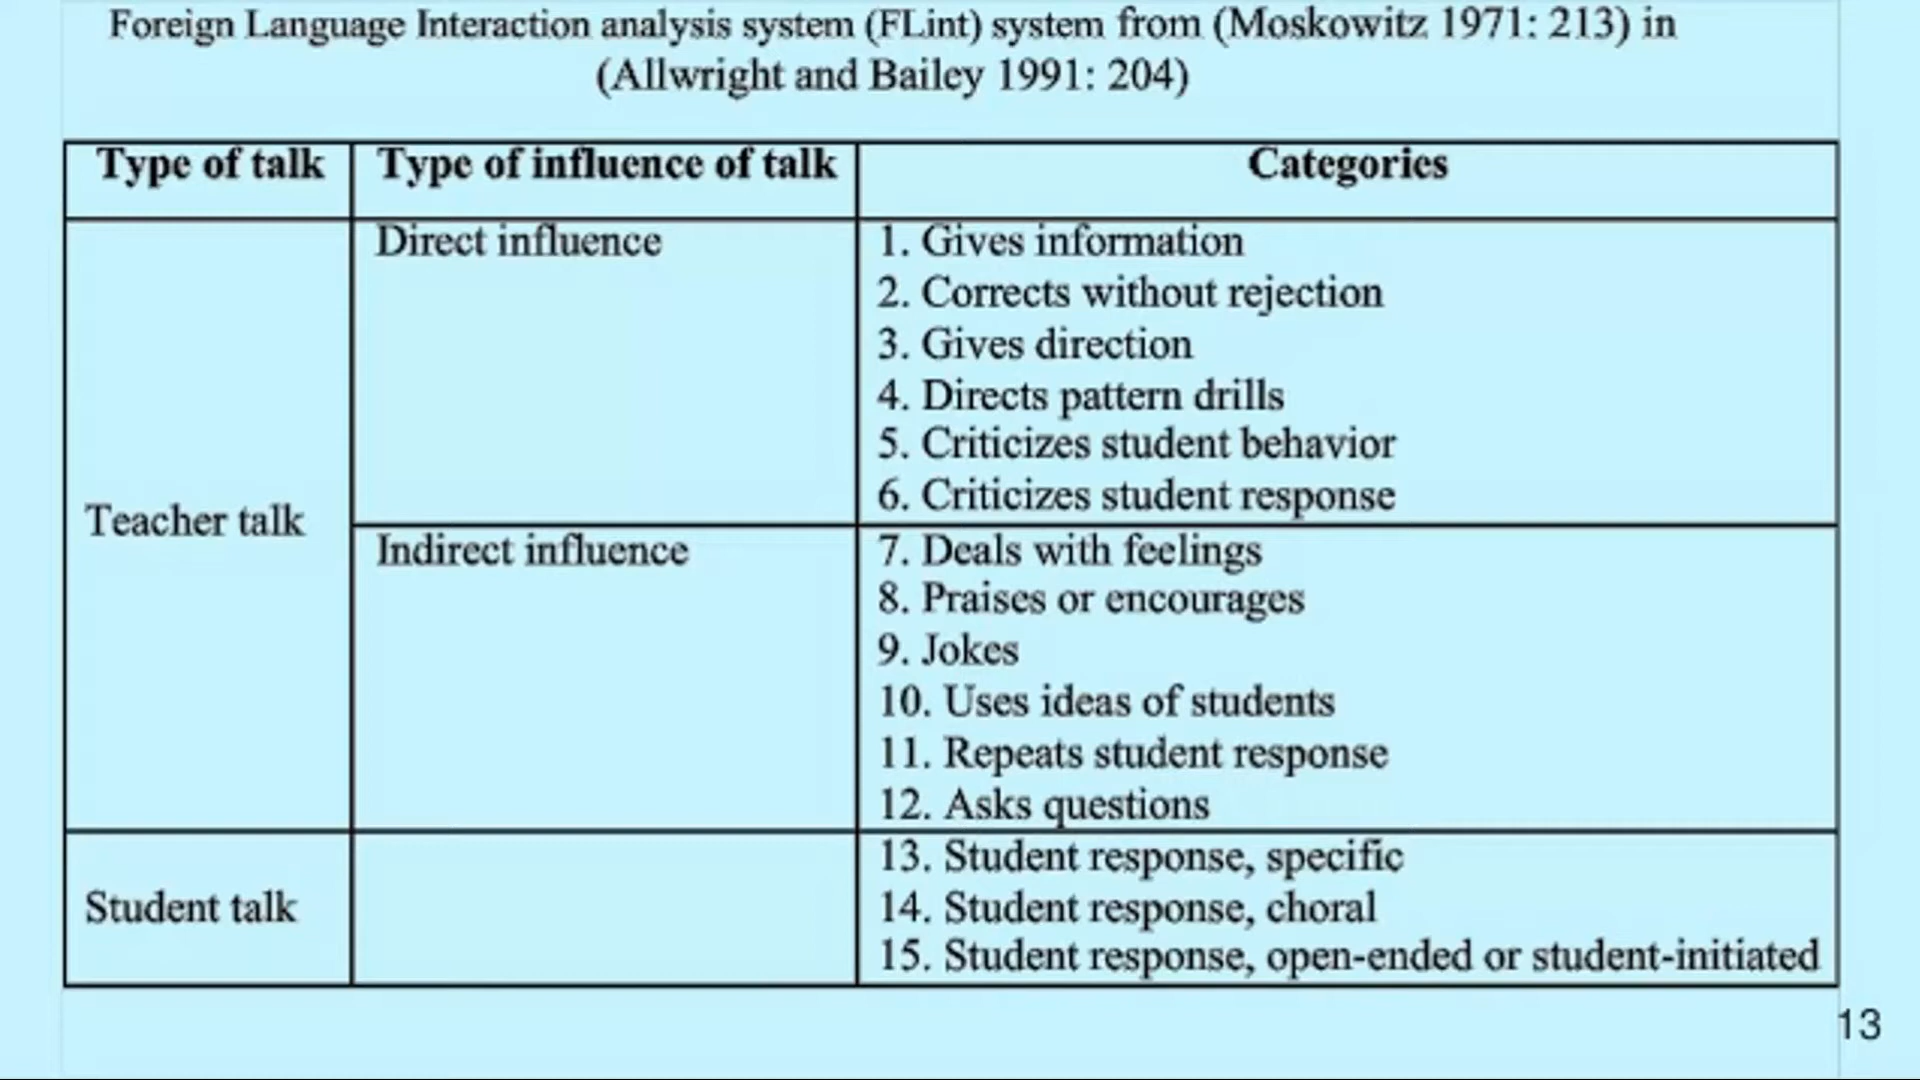 Foreign Language Interaction analysis system (FLint) system from (Moskowitz 1971: 213) in
(Allwright and Bailey 1991: 204)
Type of talk
Type of influence of talk
Categories
Teacher talk
Direct influence
1. Gives information
2. Corrects without rejection
3. Gives direction
4. Directs pattern drills
5. Criticizes student behavior
6. Criticizes student response
Indirect influence
7. Deals with feelings
8. Praises or encourages
9. Jokes
10. Uses ideas of students
11. Repeats student response
12. Asks questions
Student talk
13. Student response, specific
14. Student response, choral
15. Student response, open-ended or student-initiated
13